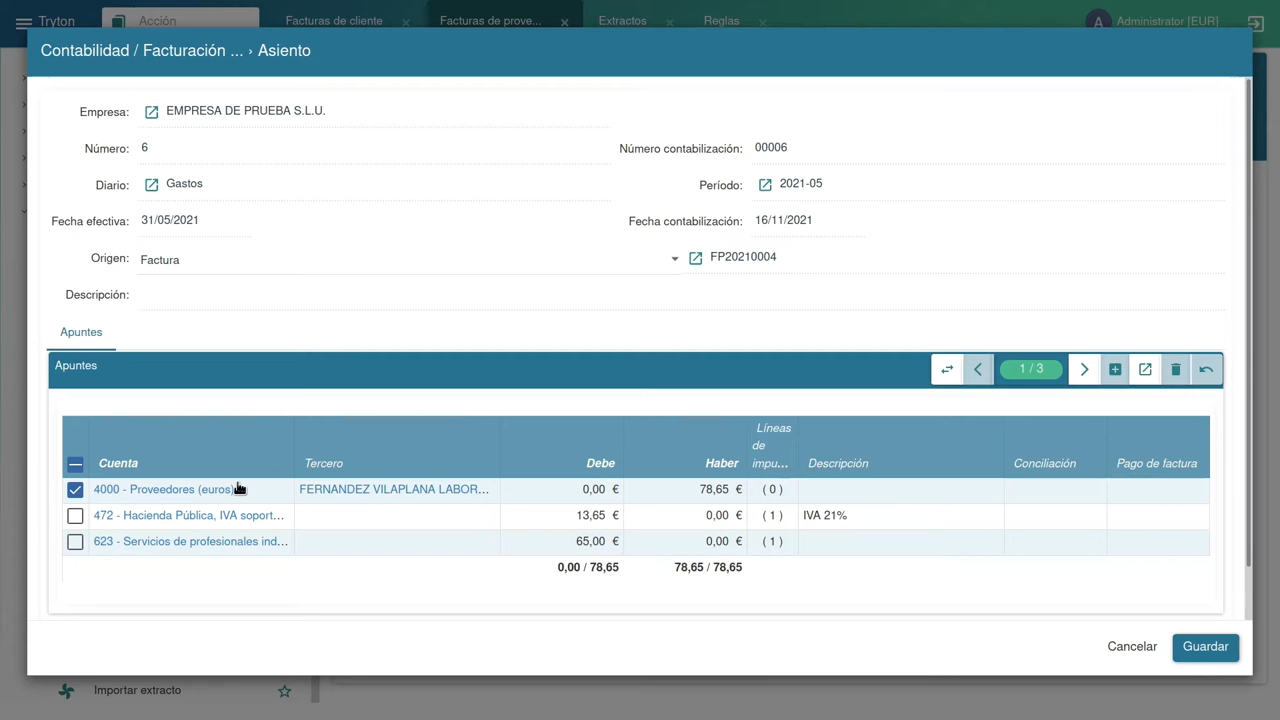 Tryton Acción Facturas de cliente × Facturas de prove... × Extractos × Reglas × A Administrator [EUR]
Contabilidad / Facturación ... › Asiento
Empresa: EMPRESA DE PRUEBA S.L.U.
Número: 6 Número contabilización: 00006
Diario: Gastos Período: 2021-05
Fecha efectiva: 31/05/2021 Fecha contabilización: 16/11/2021
Origen: Factura FP20210004
Descripción:
Apuntes
Apuntes 1 / 3
Líneas
de
Cuenta Tercero Debe Haber impu... Descripción Conciliación Pago de factura
4000 - Proveedores (euros) FERNANDEZ VILAPLANA LABOR... 0,00 € 78,65 € ( 0 )
472 - Hacienda Pública, IVA soport... 13,65 € 0,00 € ( 1 ) IVA 21%
623 - Servicios de profesionales ind... 65,00 € 0,00 € ( 1 )
0,00 / 78,65 78,65 / 78,65
Cancelar Guardar
Importar extracto